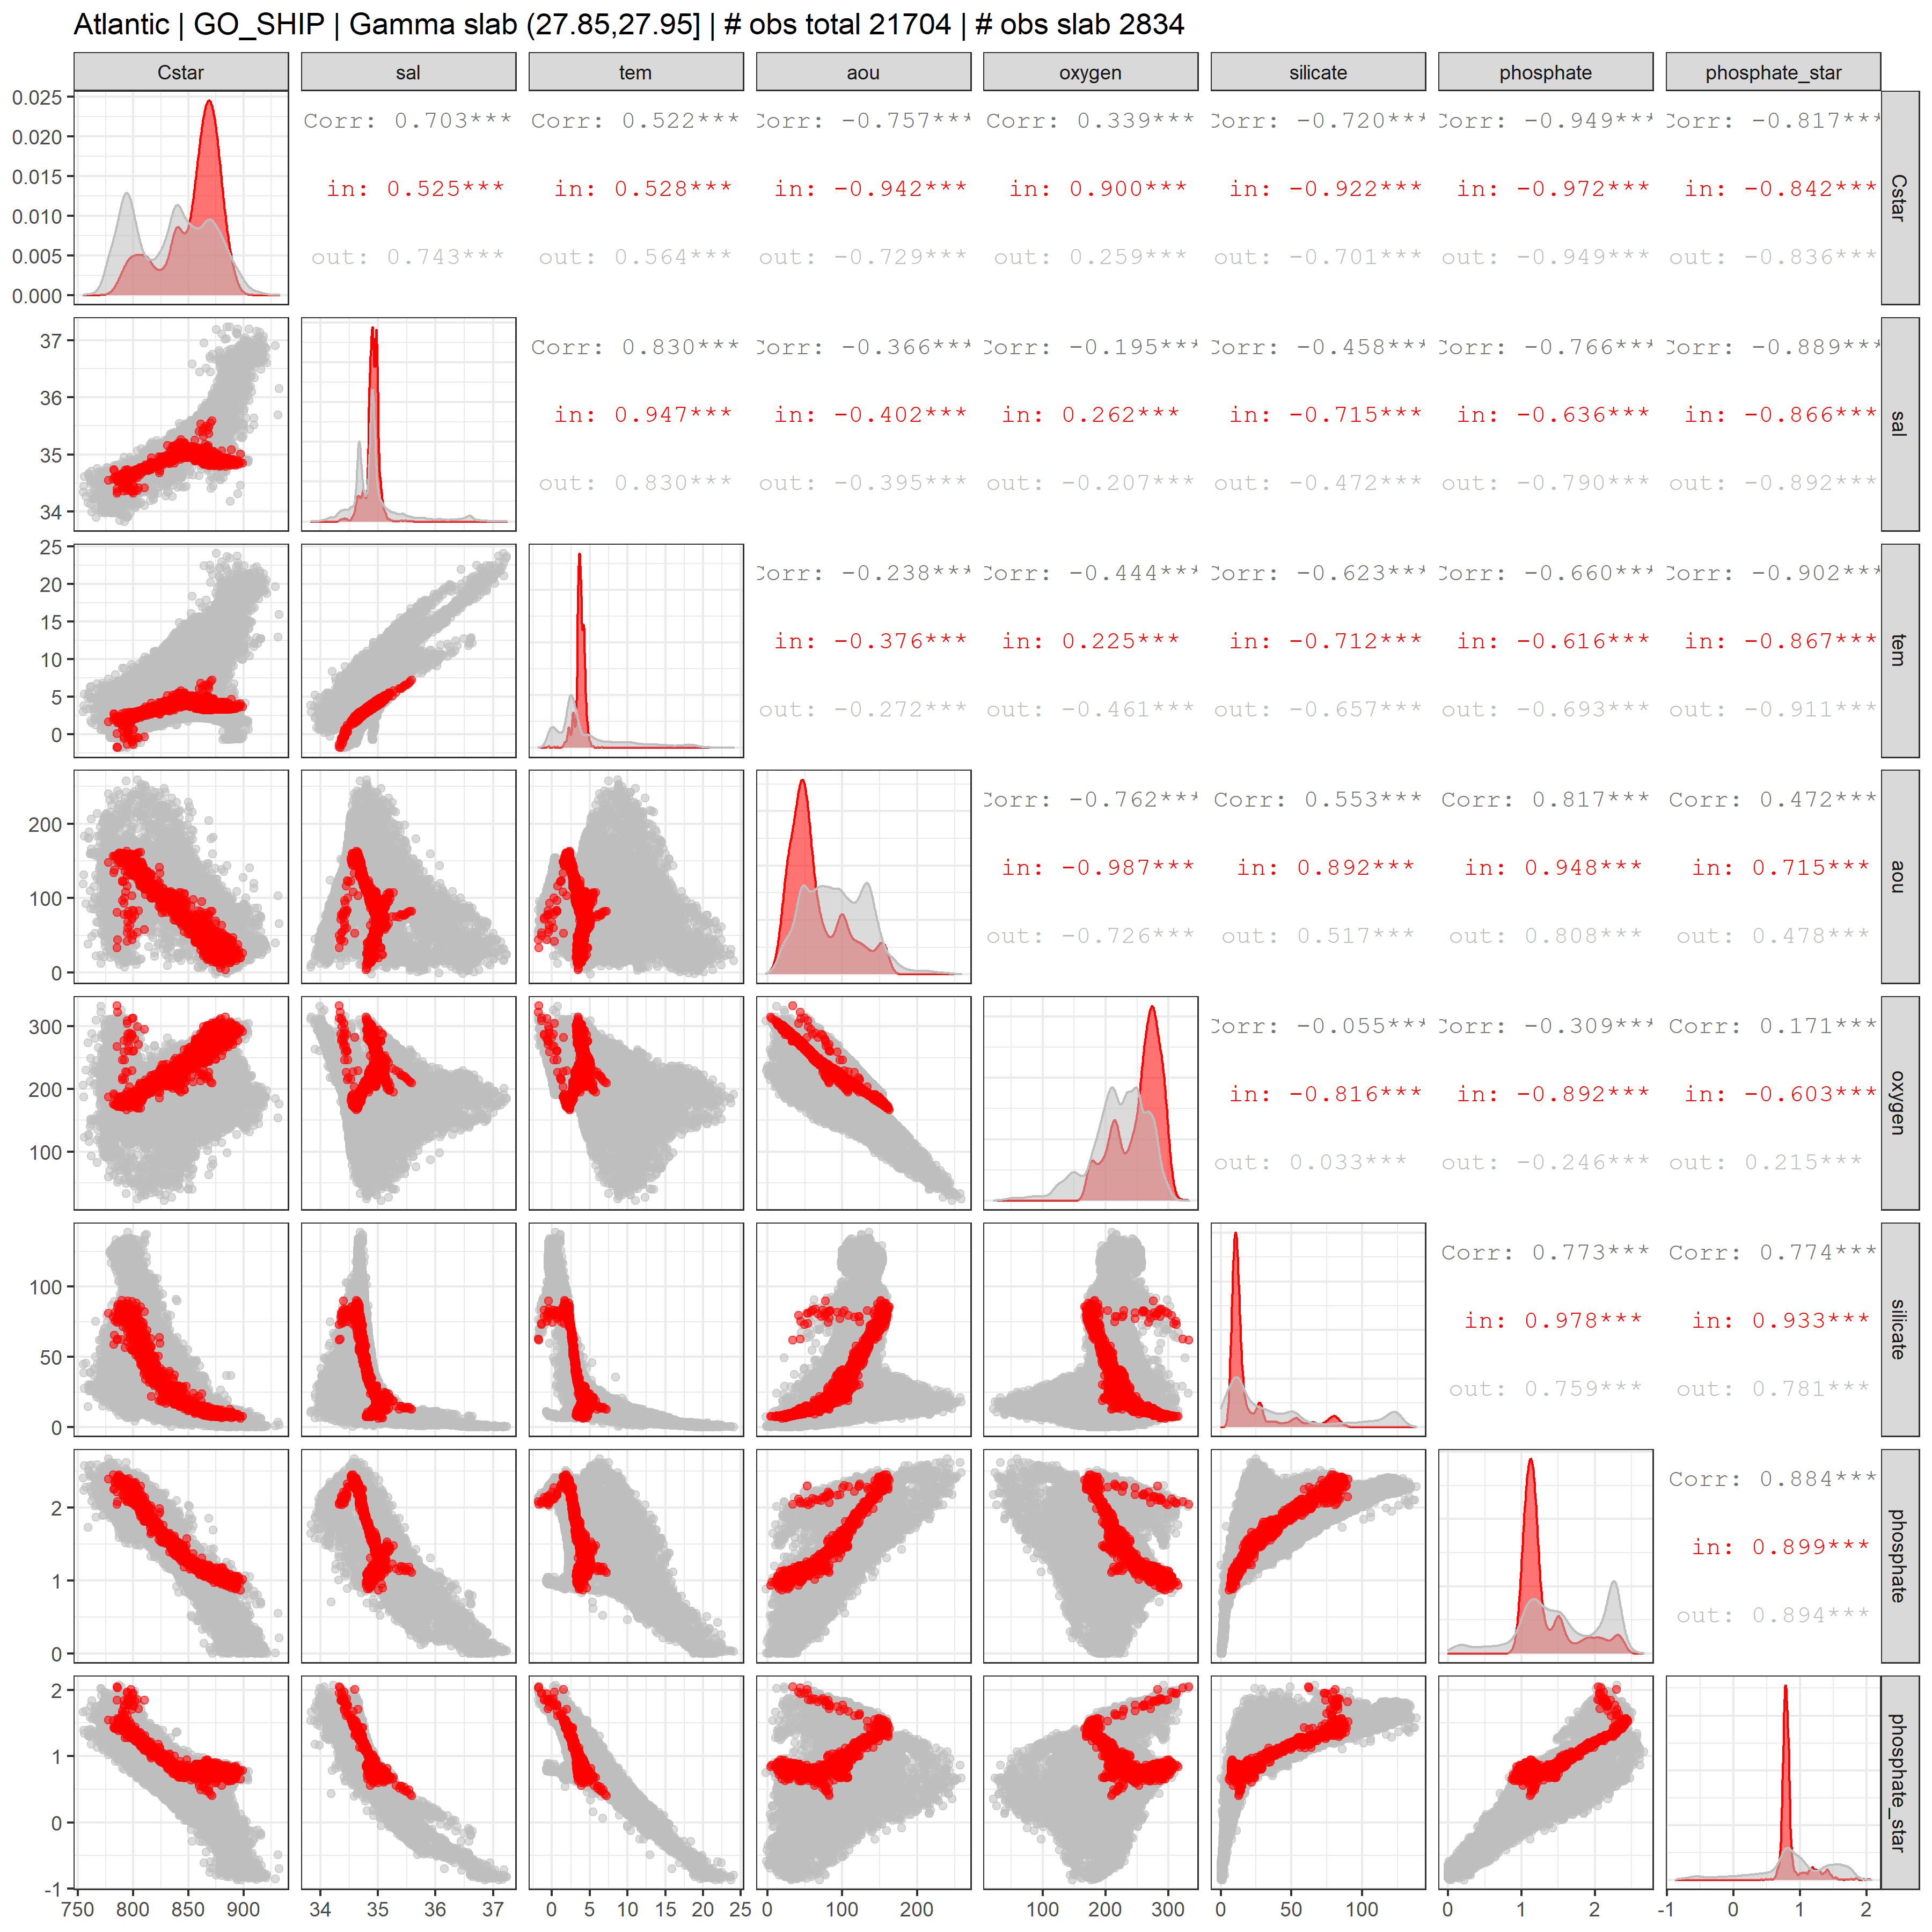 Atlantic | GO_SHIP | Gamma slab (27.85,27.95] | # obs total 21704 | # obs slab 2834
Cstar sal tem aou oxygen silicate phosphate phosphate_star
0.025
0.020
0.015
0.010
0.005
0.000
Corr: 0.703*** Corr: 0.522*** Corr: -0.757*** Corr: 0.339*** Corr: -0.720*** Corr: -0.949*** Corr: -0.817***
in: 0.525*** in: 0.528*** in: -0.942*** in: 0.900*** in: -0.922*** in: -0.972*** in: -0.842***
out: 0.743*** out: 0.564*** out: -0.729*** out: 0.259*** out: -0.701*** out: -0.949*** out: -0.836***
Cstar
37
36
35
34
Corr: 0.830*** Corr: -0.366*** Corr: -0.195*** Corr: -0.458*** Corr: -0.766*** Corr: -0.889***
in: 0.947*** in: -0.402*** in: 0.262*** in: -0.715*** in: -0.636*** in: -0.866***
out: 0.830*** out: -0.395*** out: -0.207*** out: -0.472*** out: -0.790*** out: -0.892***
sal
25
20
15
10
5
0
Corr: -0.238*** Corr: -0.444*** Corr: -0.623*** Corr: -0.660*** Corr: -0.902***
in: -0.376*** in: 0.225*** in: -0.712*** in: -0.616*** in: -0.867***
out: -0.272*** out: -0.461*** out: -0.657*** out: -0.693*** out: -0.911***
tem
200
100
0
Corr: -0.762*** Corr: 0.553*** Corr: 0.817*** Corr: 0.472***
in: -0.987*** in: 0.892*** in: 0.948*** in: 0.715***
out: -0.726*** out: 0.517*** out: 0.808*** out: 0.478***
aou
300
200
100
Corr: -0.055*** Corr: -0.309*** Corr: 0.171***
in: -0.816*** in: -0.892*** in: -0.603***
out: 0.033*** out: -0.246*** out: 0.215***
oxygen
100
50
0
Corr: 0.773*** Corr: 0.774***
in: 0.978*** in: 0.933***
out: 0.759*** out: 0.781***
silicate
2
1
0
Corr: 0.884***
in: 0.899***
out: 0.894***
phosphate
2
1
0
-1
phosphate_star
750 800 850 900 34 35 36 37 0 5 10 15 20 25 0 100 200 100 200 300 0 50 100 0 1 2 -1 0 1 2